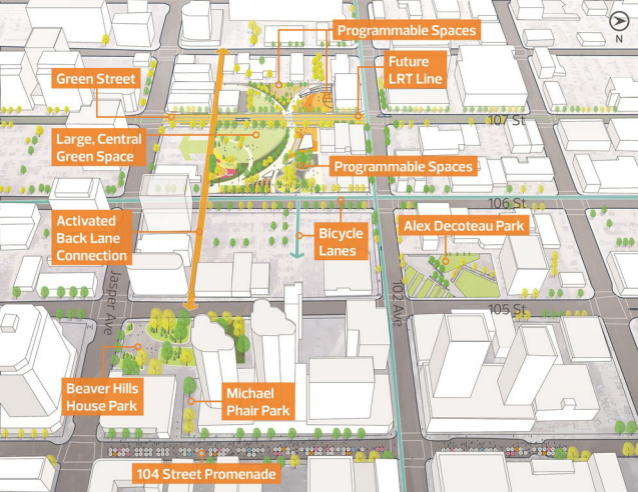 Programmable Spaces
N
Green Street
Future
LRT Line
107 St
Large, Central
Green Space
Programmable Spaces
106 St
Activated
Back Lane
Connection
Bicycle
Lanes
Alex Decoteau Park
Jasper Ave
102 Ave
105 St
Beaver Hills
House Park
Michael
Phair Park
104 Street Promenade